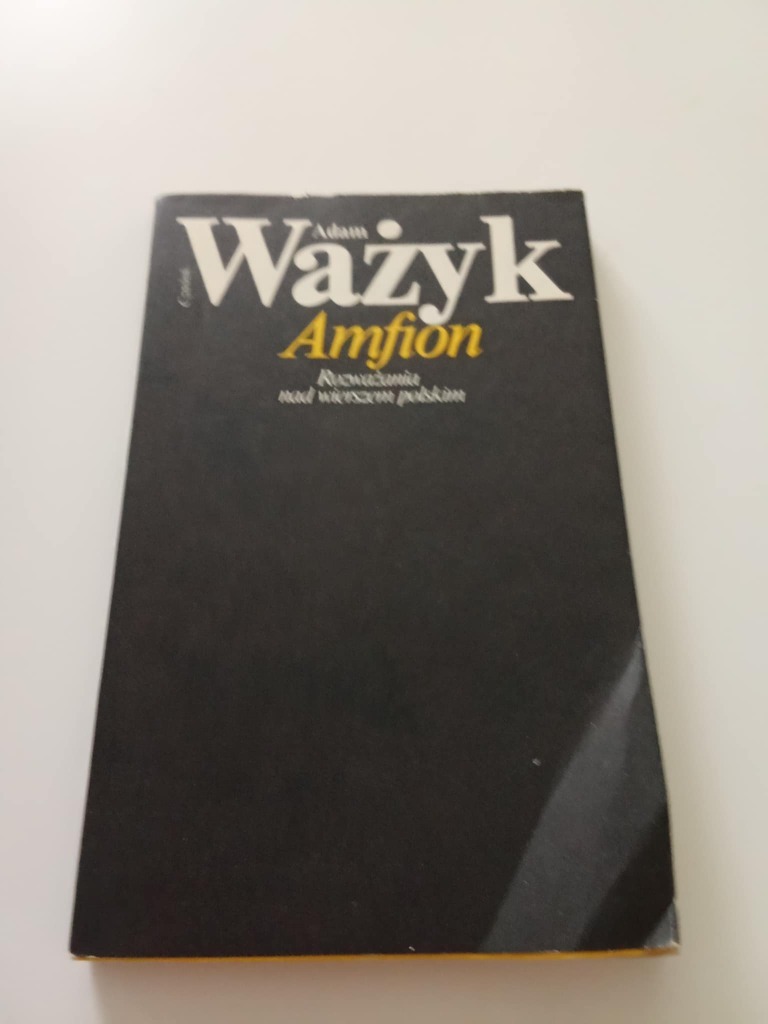 Adam
Ważyk
Amfion
Rozważania
nad wierszem polskim